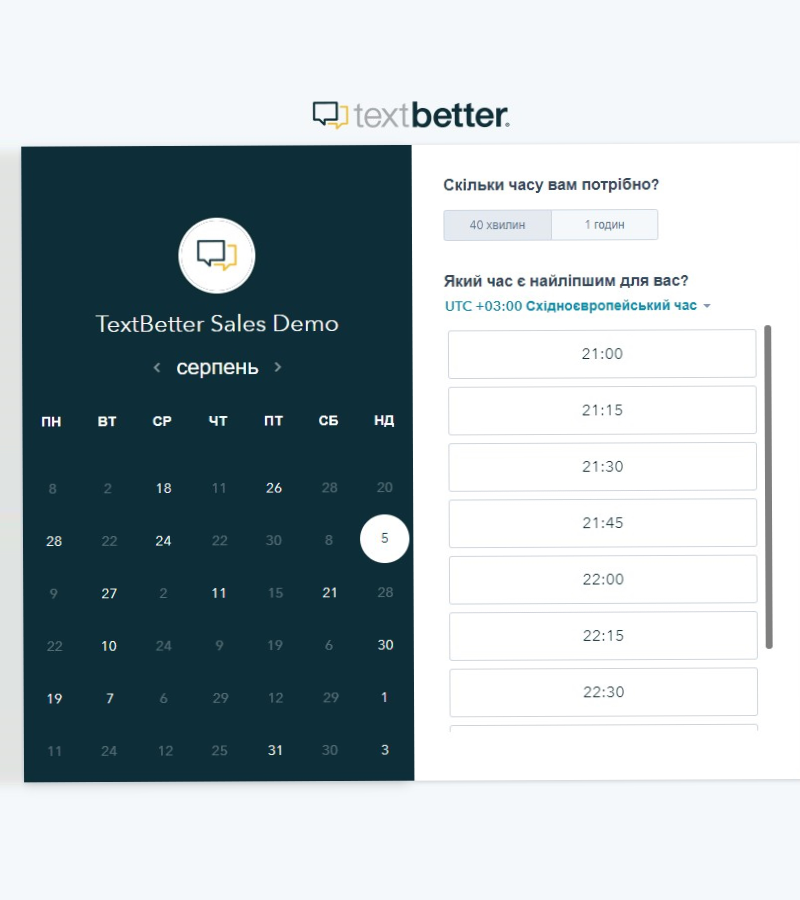 textbetter
TextBetter Sales Demo
серпень
ПН ВТ СР ЧТ ПТ СБ НД
8 2 18 11 26 28 20
28 22 24 22 30 8 5
9 27 2 11 15 21 28
22 10 24 9 19 6 30
19 7 6 29 12 29 1
11 24 12 25 31 30 3
Скільки часу вам потрібно?
40 хвилин 1 годин
Який час є найліпшим для вас?
UTC +03:00 Східноєвропейський час
21:00
21:15
21:30
21:45
22:00
22:15
22:30